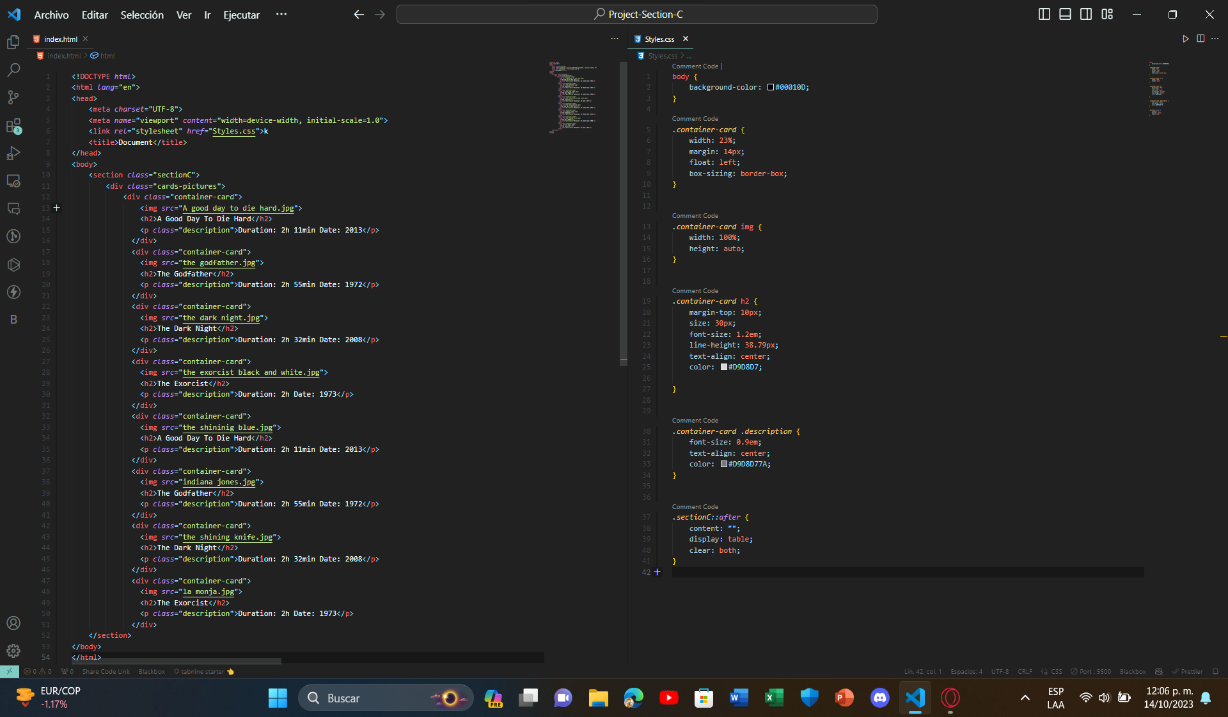 Archivo Editar Selección Ver Ir Ejecutar ···
Project-Section-C
index.html
index.html > html
1 <!DOCTYPE html>
2 <html lang="en">
3 <head>
4 <meta charset="UTF-8">
5 <meta name="viewport" content="width=device-width, initial-scale=1.0">
6 <link rel="stylesheet" href="Styles.css">k
7 <title>Document</title>
8 </head>
9 <body>
10 <section class="sectionC">
11 <div class="cards-pictures">
12 <div class="container-card">
13 <img src="A good day to die hard.jpg">
14 <h2>A Good Day To Die Hard</h2>
15 <p class="description">Duration: 2h 11min Date: 2013</p>
16 </div>
17 <div class="container-card">
18 <img src="the godfather.jpg">
19 <h2>The Godfather</h2>
20 <p class="description">Duration: 2h 55min Date: 1972</p>
21 </div>
22 <div class="container-card">
23 <img src="the dark night.jpg">
24 <h2>The Dark Night</h2>
25 <p class="description">Duration: 2h 32min Date: 2008</p>
26 </div>
27 <div class="container-card">
28 <img src="the exorcist black and white.jpg">
29 <h2>The Exorcist</h2>
30 <p class="description">Duration: 2h Date: 1973</p>
31 </div>
32 <div class="container-card">
33 <img src="the shininig blue.jpg">
34 <h2>A Good Day To Die Hard</h2>
35 <p class="description">Duration: 2h 11min Date: 2013</p>
36 </div>
37 <div class="container-card">
38 <img src="indiana jones.jpg">
39 <h2>The Godfather</h2>
40 <p class="description">Duration: 2h 55min Date: 1972</p>
41 </div>
42 <div class="container-card">
43 <img src="the shining knife.jpg">
44 <h2>The Dark Night</h2>
45 <p class="description">Duration: 2h 32min Date: 2008</p>
46 </div>
47 <div class="container-card">
48 <img src="la monja.jpg">
49 <h2>The Exorcist</h2>
50 <p class="description">Duration: 2h Date: 1973</p>
51 </div>
52 </section>
53 </body>
54 </html>
Styles.css
Styles.css > ...
Comment Code |
1 body {
2 background-color: #00010D;
3 }
4
Comment Code
5 .container-card {
6 width: 23%;
7 margin: 14px;
8 float: left;
9 box-sizing: border-box;
10 }
11
12
Comment Code
13 .container-card img {
14 width: 100%;
15 height: auto;
16 }
17
18
Comment Code
19 .container-card h2 {
20 margin-top: 10px;
21 size: 30px;
22 font-size: 1.2em;
23 line-height: 38.79px;
24 text-align: center;
25 color: #D9D8D7;
26
27 }
28
29
Comment Code
30 .container-card .description {
31 font-size: 0.9em;
32 text-align: center;
33 color: #D9D8D77A;
34 }
35
36
Comment Code
37 .sectionC::after {
38 content: "";
39 display: table;
40 clear: both;
41 }
42
0 0 0 Share Code Link Blackbox tabnine starter
Ln. 42, col. 1 Espacios: 4 UTF-8 CRLF CSS Port : 5500 Blackbox Prettier
EUR/COP
-1.17%
Buscar
PRE
ESP
LAA
12:06 p. m.
14/10/2023